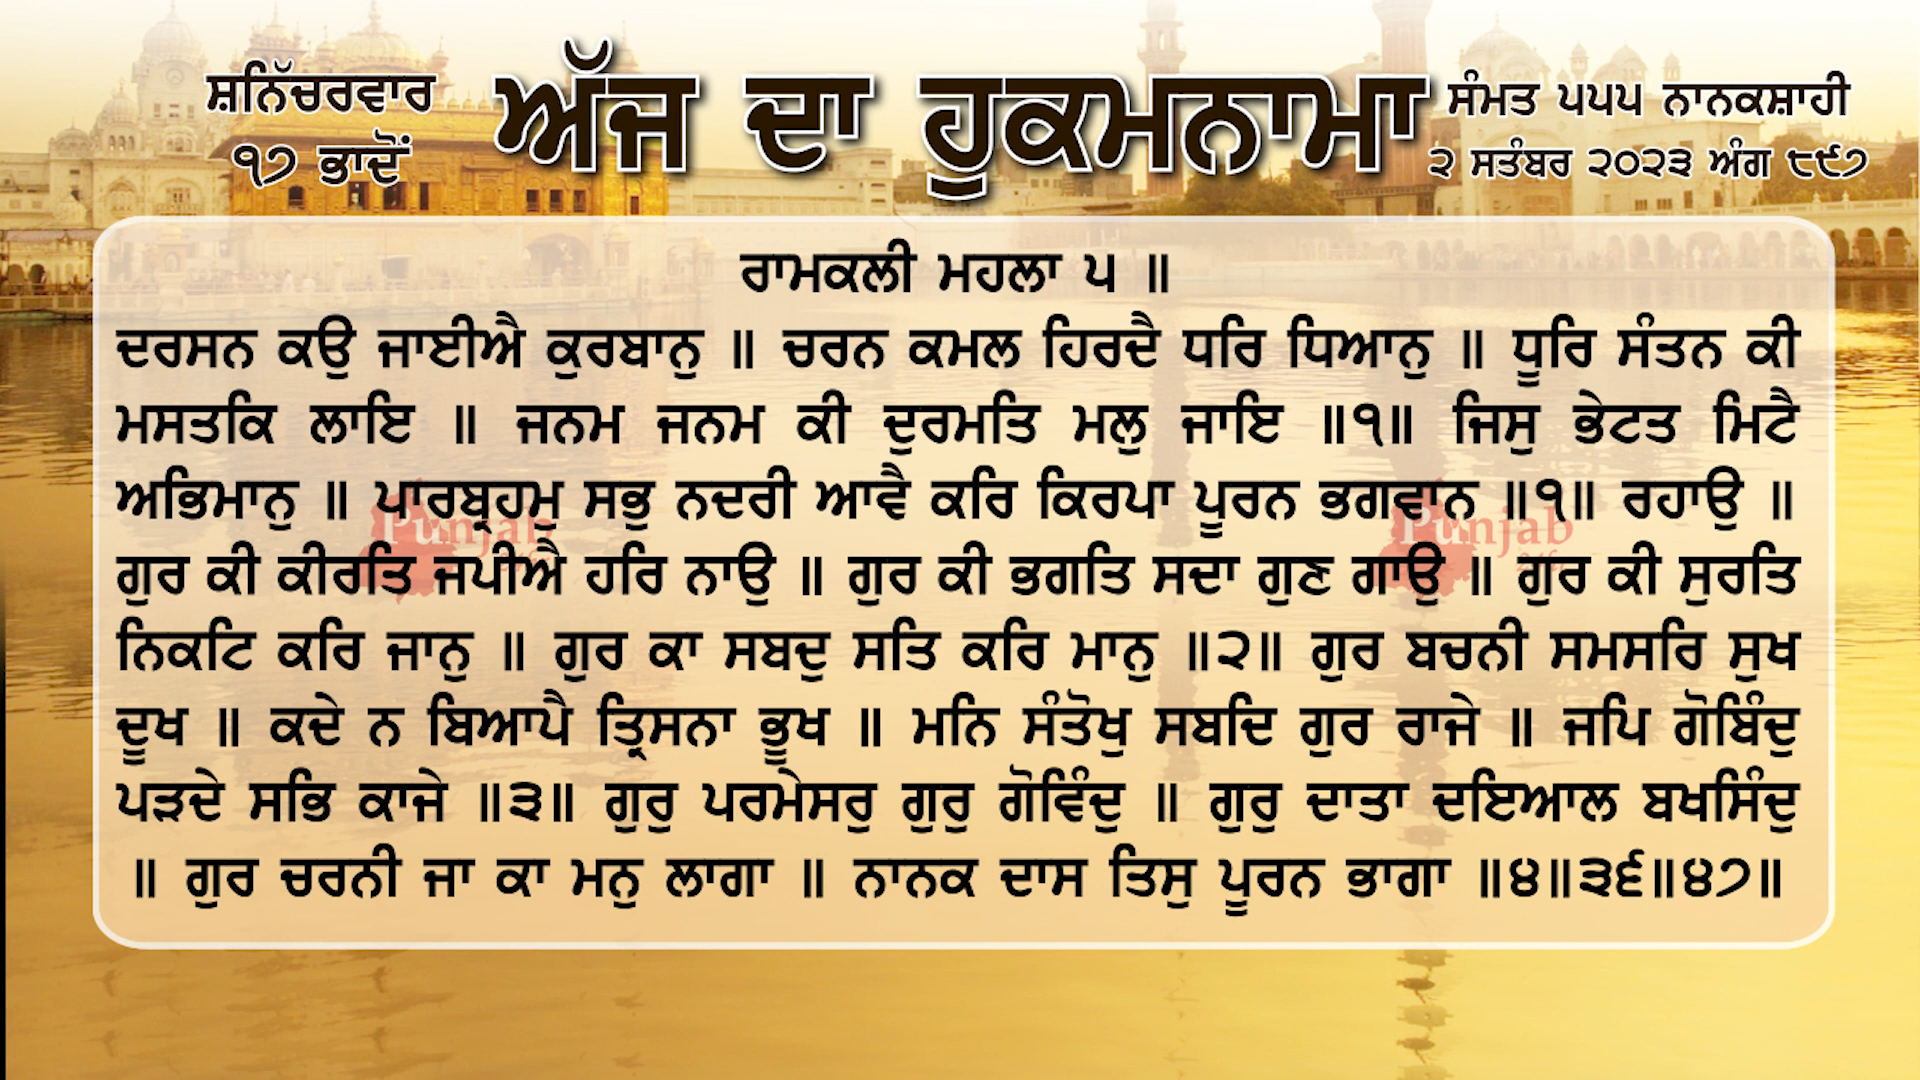 ਸ਼ਨਿੱਚਰਵਾਰ
੧੭ ਭਾਦੋਂ
ਅੱਜ ਦਾ ਹੁਕਮਨਾਮਾ
ਸੰਮਤ ੫੫੫ ਨਾਨਕਸ਼ਾਹੀ
੨ ਸਤੰਬਰ ੨੦੨੩ ਅੰਗ ੮੯੭
ਰਾਮਕਲੀ ਮਹਲਾ ੫ ॥
ਦਰਸਨ ਕਉ ਜਾਈਐ ਕੁਰਬਾਨੁ ॥ ਚਰਨ ਕਮਲ ਹਿਰਦੈ ਧਰਿ ਧਿਆਨੁ ॥ ਧੂਰਿ ਸੰਤਨ ਕੀ
ਮਸਤਕਿ ਲਾਇ ॥ ਜਨਮ ਜਨਮ ਕੀ ਦੁਰਮਤਿ ਮਲੁ ਜਾਇ ॥੧॥ ਜਿਸੁ ਭੇਟਤ ਮਿਟੈ
ਅਭਿਮਾਨੁ ॥ ਪਾਰਬ੍ਰਹਮੁ ਸਭੁ ਨਦਰੀ ਆਵੈ ਕਰਿ ਕਿਰਪਾ ਪੂਰਨ ਭਗਵਾਨ ॥੧॥ ਰਹਾਉ ॥
ਗੁਰ ਕੀ ਕੀਰਤਿ ਜਪੀਐ ਹਰਿ ਨਾਉ ॥ ਗੁਰ ਕੀ ਭਗਤਿ ਸਦਾ ਗੁਣ ਗਾਉ ॥ ਗੁਰ ਕੀ ਸੁਰਤਿ
ਨਿਕਟਿ ਕਰਿ ਜਾਨੁ ॥ ਗੁਰ ਕਾ ਸਬਦੁ ਸਤਿ ਕਰਿ ਮਾਨੁ ॥੨॥ ਗੁਰ ਬਚਨੀ ਸਮਸਰਿ ਸੁਖ
ਦੂਖ ॥ ਕਦੇ ਨ ਬਿਆਪੈ ਤ੍ਰਿਸਨਾ ਭੂਖ ॥ ਮਨਿ ਸੰਤੋਖੁ ਸਬਦਿ ਗੁਰ ਰਾਜੇ ॥ ਜਪਿ ਗੋਬਿੰਦੁ
ਪੜਦੇ ਸਭਿ ਕਾਜੇ ॥੩॥ ਗੁਰੁ ਪਰਮੇਸਰੁ ਗੁਰੁ ਗੋਵਿੰਦੁ ॥ ਗੁਰੁ ਦਾਤਾ ਦਇਆਲ ਬਖਸਿੰਦੁ
॥ ਗੁਰ ਚਰਨੀ ਜਾ ਕਾ ਮਨੁ ਲਾਗਾ ॥ ਨਾਨਕ ਦਾਸ ਤਿਸੁ ਪੂਰਨ ਭਾਗਾ ॥੪॥੩੬॥੪੭॥
Punjab
Punjab